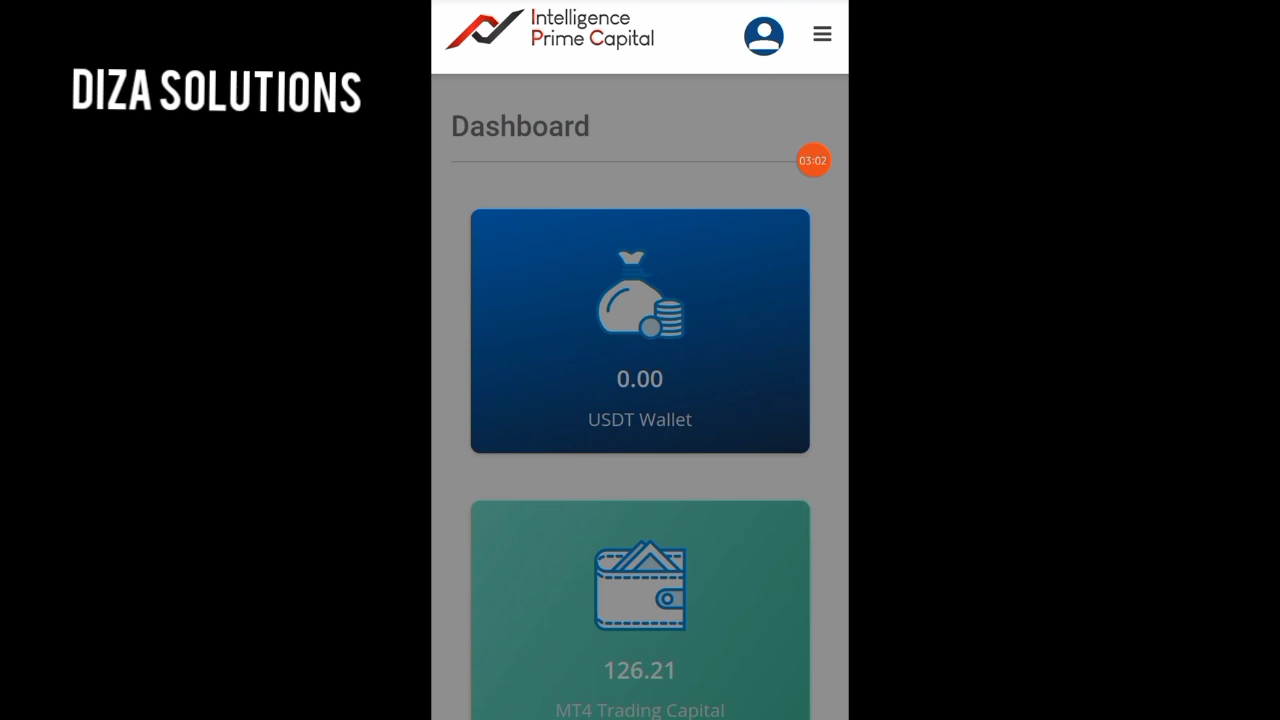 DIZA SOLUTIONS
Intelligence
Prime Capital
Dashboard
03:02
0.00
USDT Wallet
126.21
MT4 Trading Capital